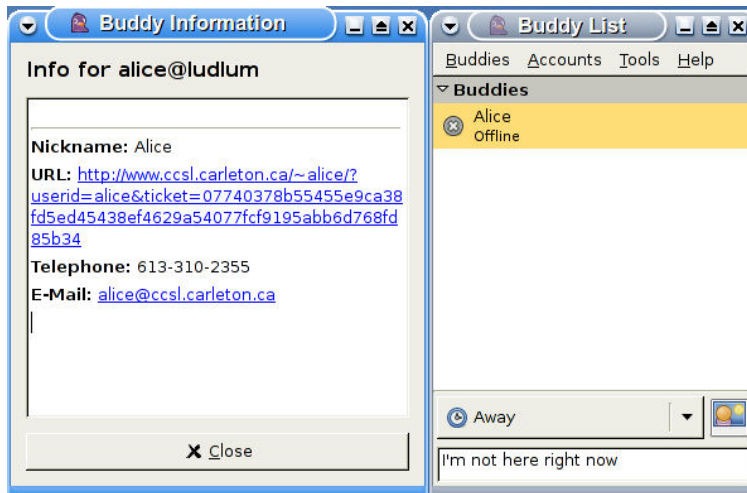 Buddy Information
Info for alice@ludlum
Nickname: Alice
URL: http://www.ccsl.carleton.ca/~alice/?
userid=alice&ticket=07740378b55455e9ca38
fd5ed45438ef4629a54077fcf9195abb6d768fd
85b34
Telephone: 613-310-2355
E-Mail: alice@ccsl.carleton.ca
Close
Buddy List
Buddies Accounts Tools Help
Buddies
Alice
Offline
Away
I'm not here right now